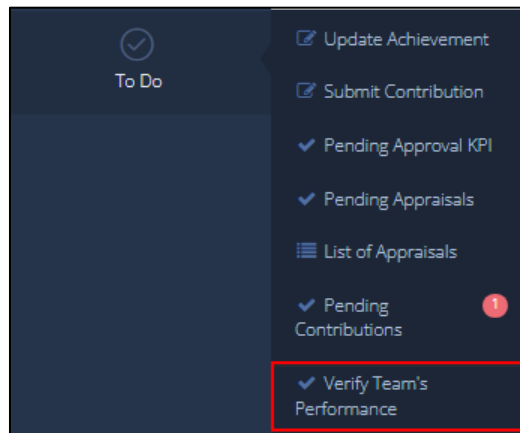 To Do
Update Achievement
Submit Contribution
Pending Approval KPI
Pending Appraisals
List of Appraisals
Pending
Contributions
1
Verify Team's
Performance